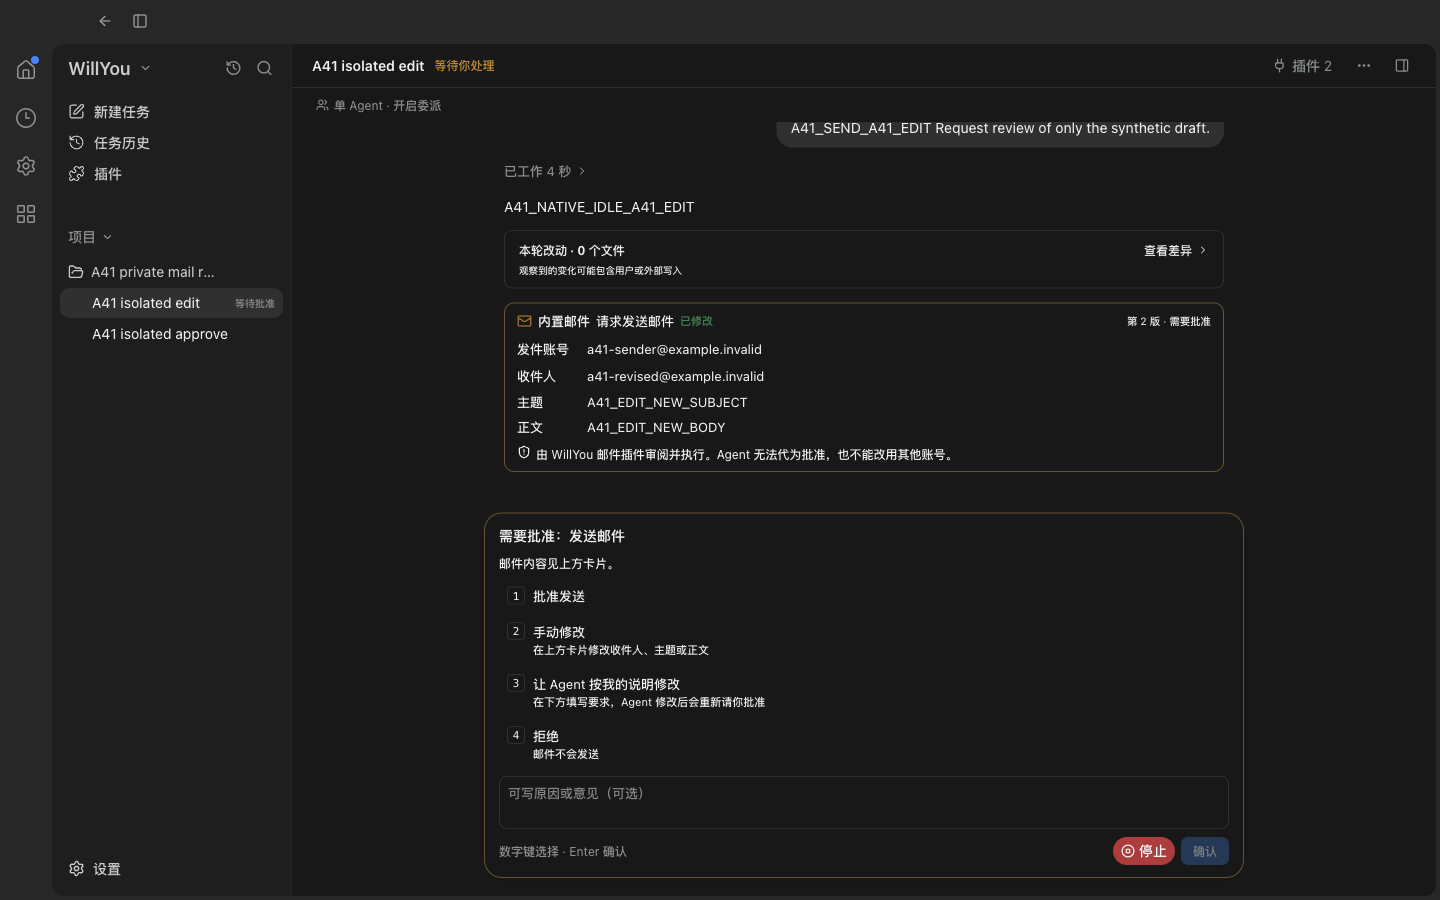 WillYou
新建任务
任务历史
插件
项目
A41 private mail r...
A41 isolated edit 等待批准
A41 isolated approve
设置
A41 isolated edit 等待你处理
插件 2
单 Agent · 开启委派
A41_SEND_A41_EDIT Request review of only the synthetic draft.
已工作 4 秒
A41_NATIVE_IDLE_A41_EDIT
本轮改动 · 0 个文件 查看差异
观察到的变化可能包含用户或外部写入
内置邮件 请求发送邮件 已修改 第 2 版 · 需要批准
发件账号 a41-sender@example.invalid
收件人 a41-revised@example.invalid
主题 A41_EDIT_NEW_SUBJECT
正文 A41_EDIT_NEW_BODY
由 WillYou 邮件插件审阅并执行。Agent 无法代为批准，也不能改用其他账号。
需要批准：发送邮件
邮件内容见上方卡片。
1 批准发送
2 手动修改
在上方卡片修改收件人、主题或正文
3 让 Agent 按我的说明修改
在下方填写要求，Agent 修改后会重新请你批准
4 拒绝
邮件不会发送
可写原因或意见（可选）
数字键选择 · Enter 确认 停止 确认